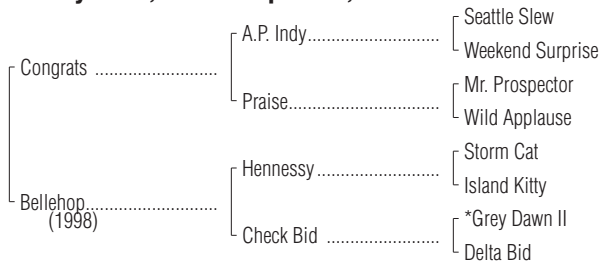 Seattle Slew
A.P. Indy
Weekend Surprise
Congrats
Mr. Prospector
Praise
Wild Applause
Storm Cat
Hennessy
Island Kitty
Bellehop
(1998)
*Grey Dawn II
Check Bid
Delta Bid